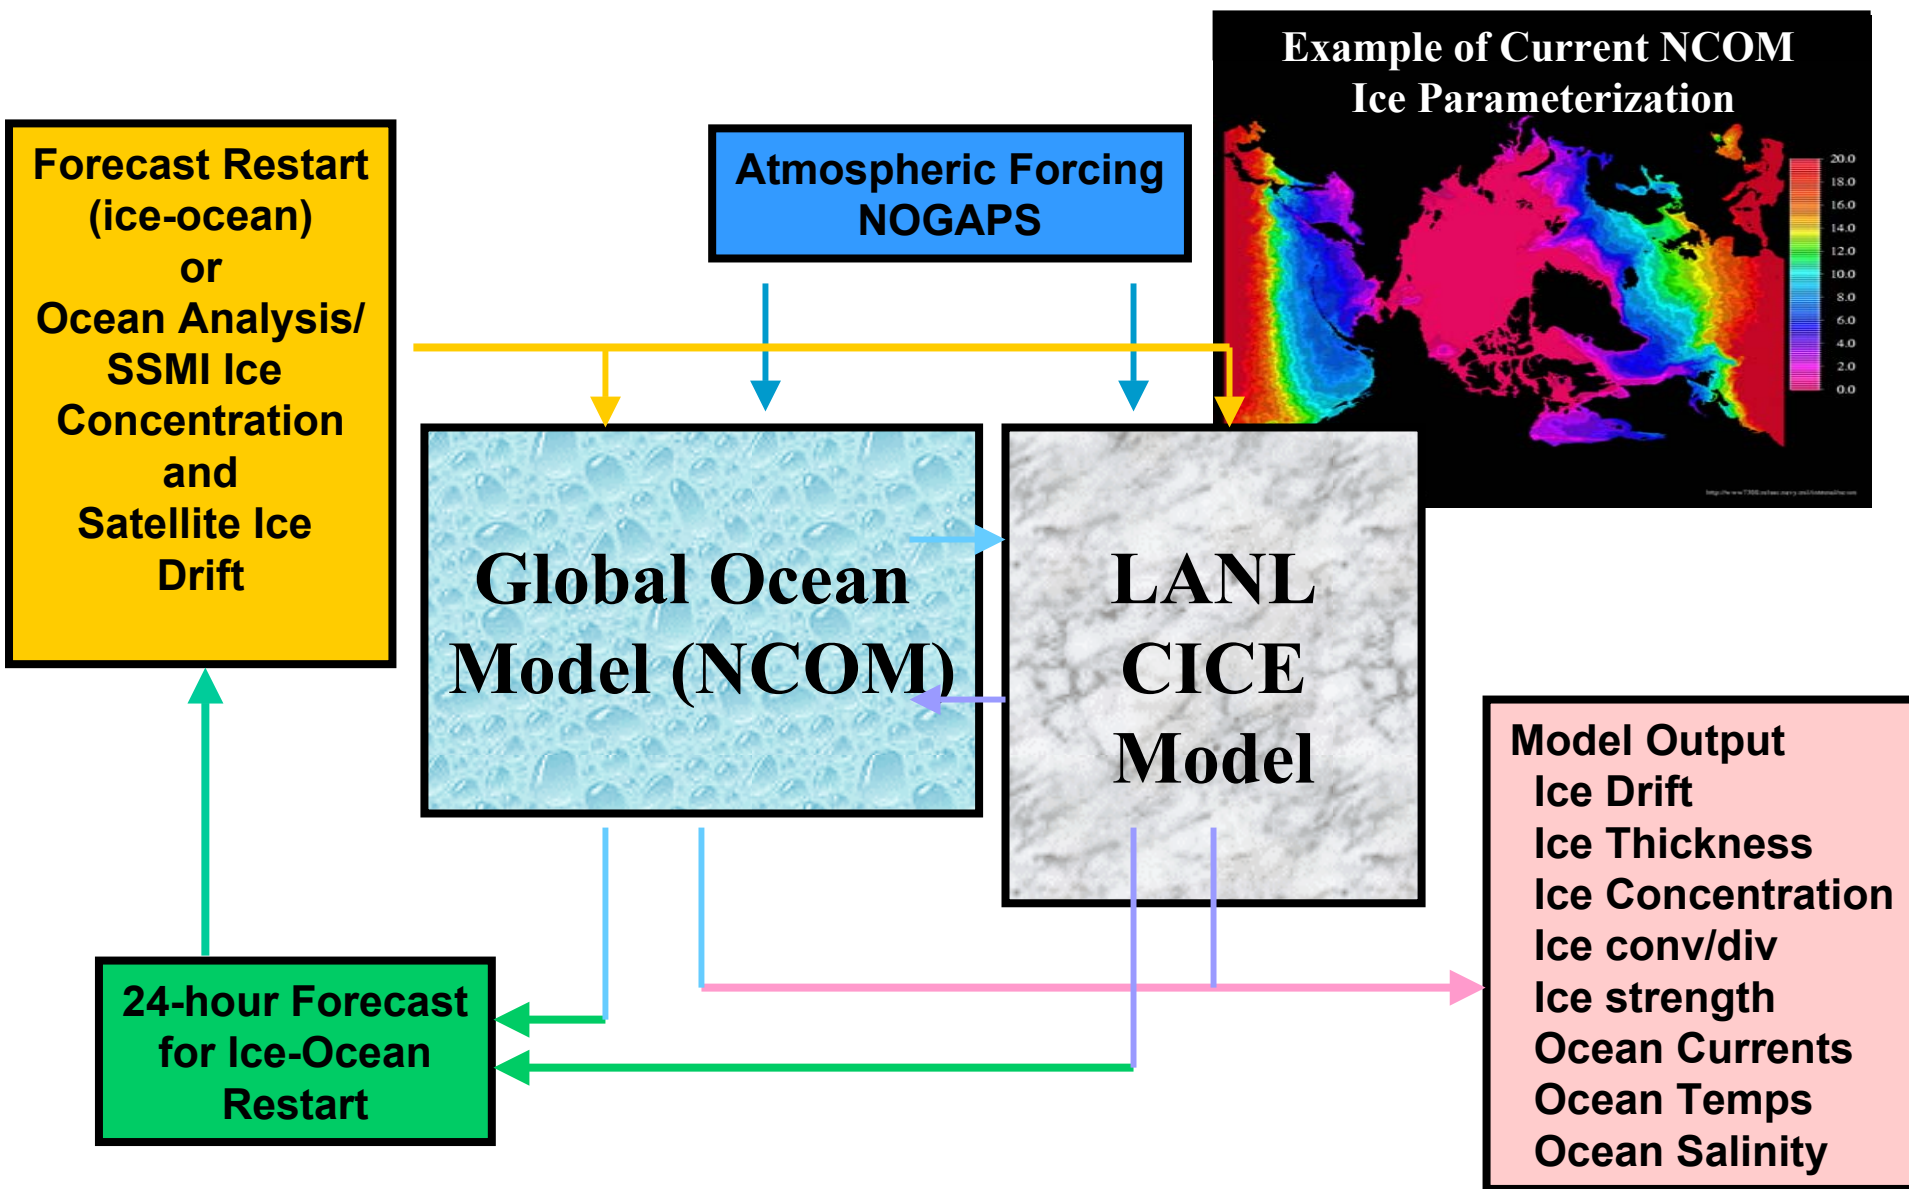 Example of Current NCOM
Ice Parameterization
20.0
18.0
16.0
14.0
12.0
10.0
8.0
6.0
4.0
2.0
0.0
Forecast Restart
(ice-ocean)
or
Ocean Analysis/
SSMI Ice
Concentration
and
Satellite Ice
Drift
Atmospheric Forcing
NOGAPS
Global Ocean
Model (NCOM)
LANL
CICE
Model
24-hour Forecast
for Ice-Ocean
Restart
Model Output
Ice Drift
Ice Thickness
Ice Concentration
Ice conv/div
Ice strength
Ocean Currents
Ocean Temps
Ocean Salinity